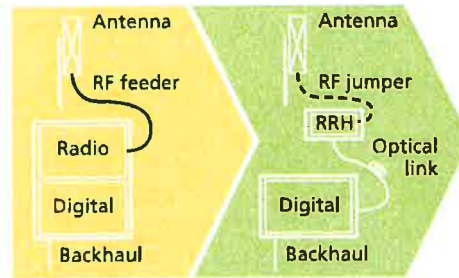 Antenna
RF feeder
Radio
Digital
Backhaul
Antenna
RF jumper
RRH
Optical
link
Digital
Backhaul